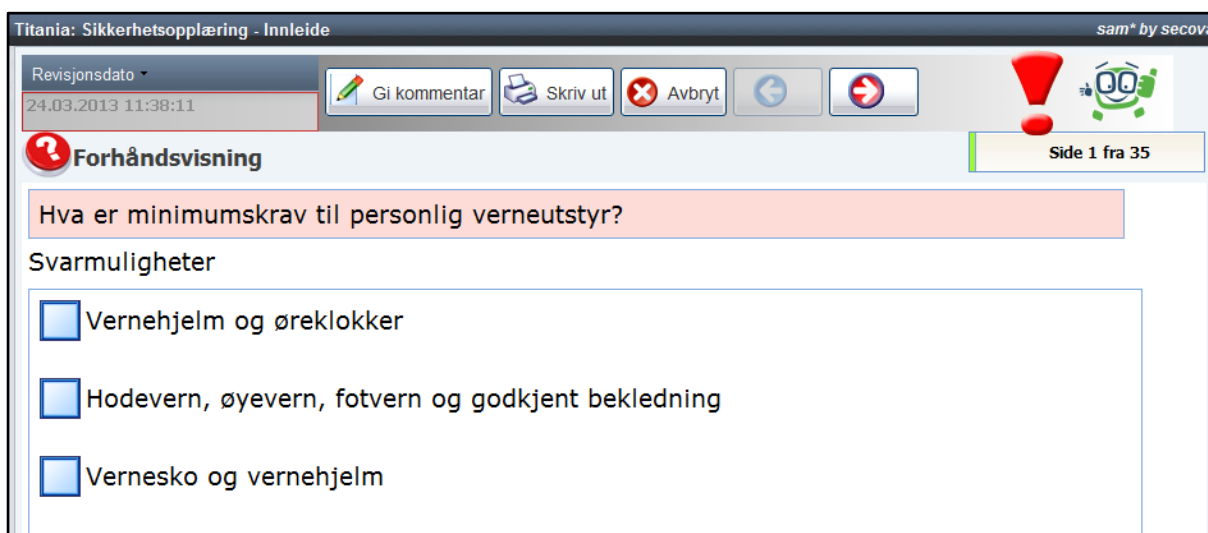 Titania: Sikkerhetsopplæring - Innleide sam* by secova
Revisjonsdato
24.03.2013 11:38:11
Gi kommentar Skriv ut Avbryt
Forhåndsvisning
Side 1 fra 35
Hva er minimumskrav til personlig verneutstyr?
Svarmuligheter
Vernehjelm og øreklokker
Hodevern, øyevern, fotvern og godkjent bekledning
Vernesko og vernehjelm